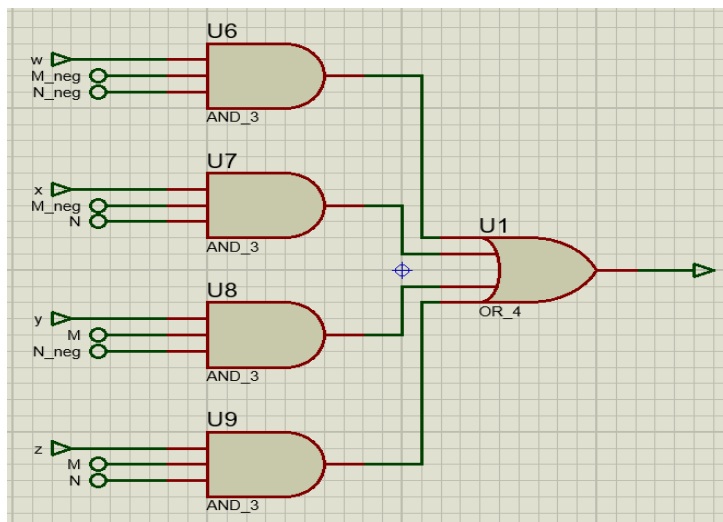 U6
w
M_neg
N_neg
AND_3
U7
x
M_neg
N
AND_3
U1
OR_4
U8
y
M
N_neg
AND_3
U9
z
M
N
AND_3